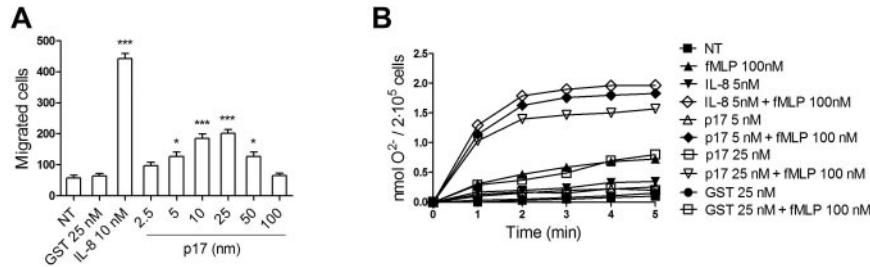 A
Migrated cells
500
400
300
200
100
0
***
*
***
***
*
NT
GST 25 nM
IL-8 10 nM
2.5
5
10
25
50
100
p17 (nm)
B
nmol O²⁻ / 2·10⁵ cells
2.5
2.0
1.5
1.0
0.5
0.0
0
1
2
3
4
5
Time (min)
NT
fMLP 100nM
IL-8 5nM
IL-8 5nM + fMLP 100nM
p17 5 nM
p17 5 nM + fMLP 100 nM
p17 25 nM
p17 25 nM + fMLP 100 nM
GST 25 nM
GST 25 nM + fMLP 100 nM